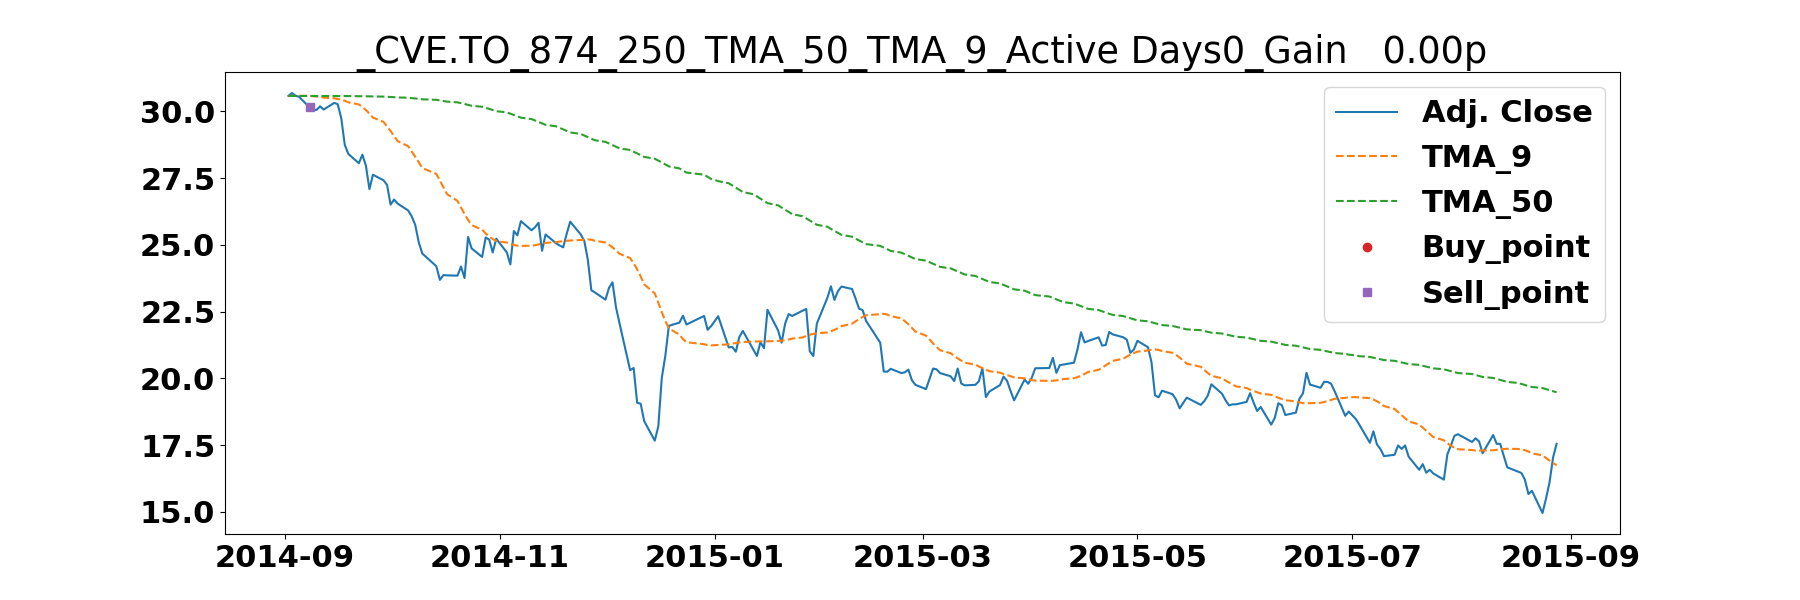 _CVE.TO_874_250_TMA_50_TMA_9_Active Days0_Gain   0.00p
30.0
27.5
25.0
22.5
20.0
17.5
15.0
Adj. Close
TMA_9
TMA_50
Buy_point
Sell_point
2014-09 2014-11 2015-01 2015-03 2015-05 2015-07 2015-09